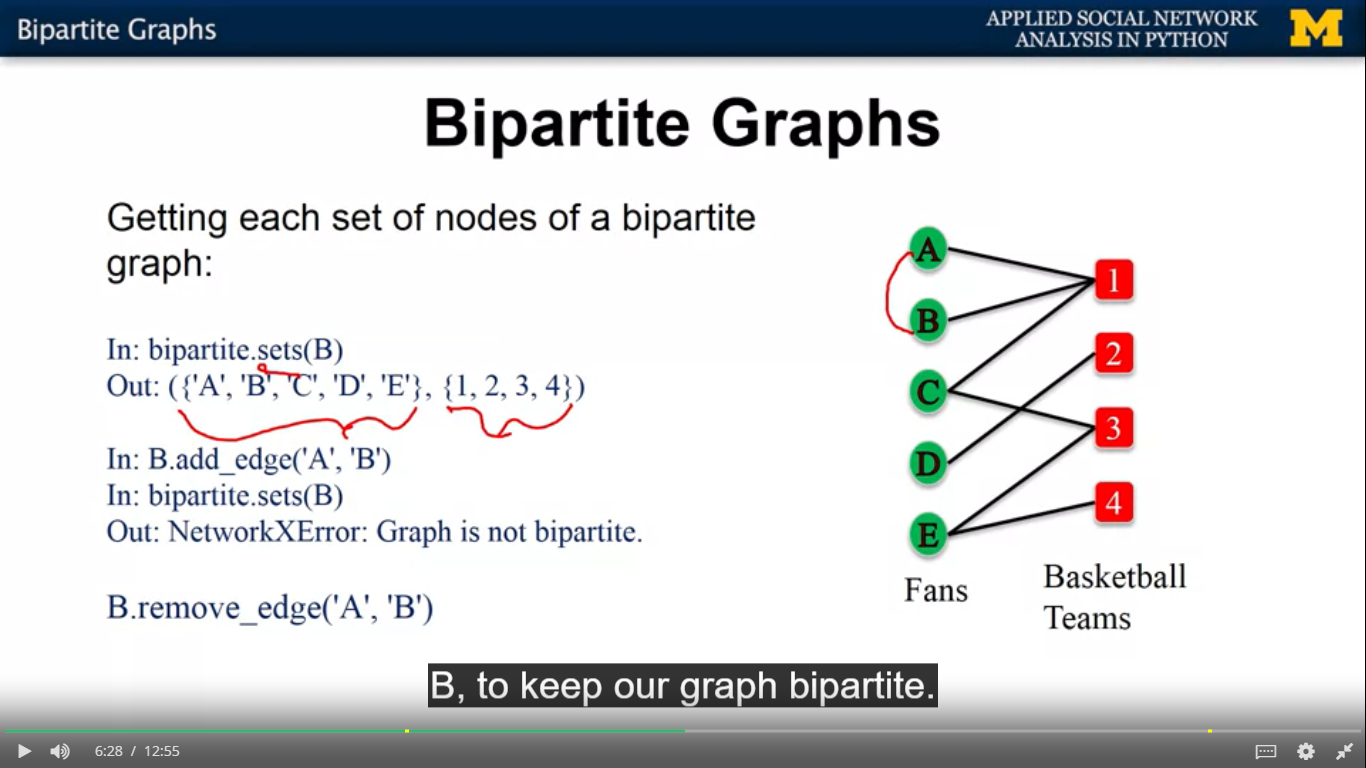 Bipartite Graphs
APPLIED SOCIAL NETWORK
ANALYSIS IN PYTHON
M
Bipartite Graphs
Getting each set of nodes of a bipartite
graph:
In: bipartite.sets(B)
Out: ({'A', 'B', 'C', 'D', 'E'}, {1, 2, 3, 4})
In: B.add_edge('A', 'B')
In: bipartite.sets(B)
Out: NetworkXError: Graph is not bipartite.
B.remove_edge('A', 'B')
A
B
C
D
E
Fans
1
2
3
4
Basketball
Teams
B, to keep our graph bipartite.
6:28 / 12:55